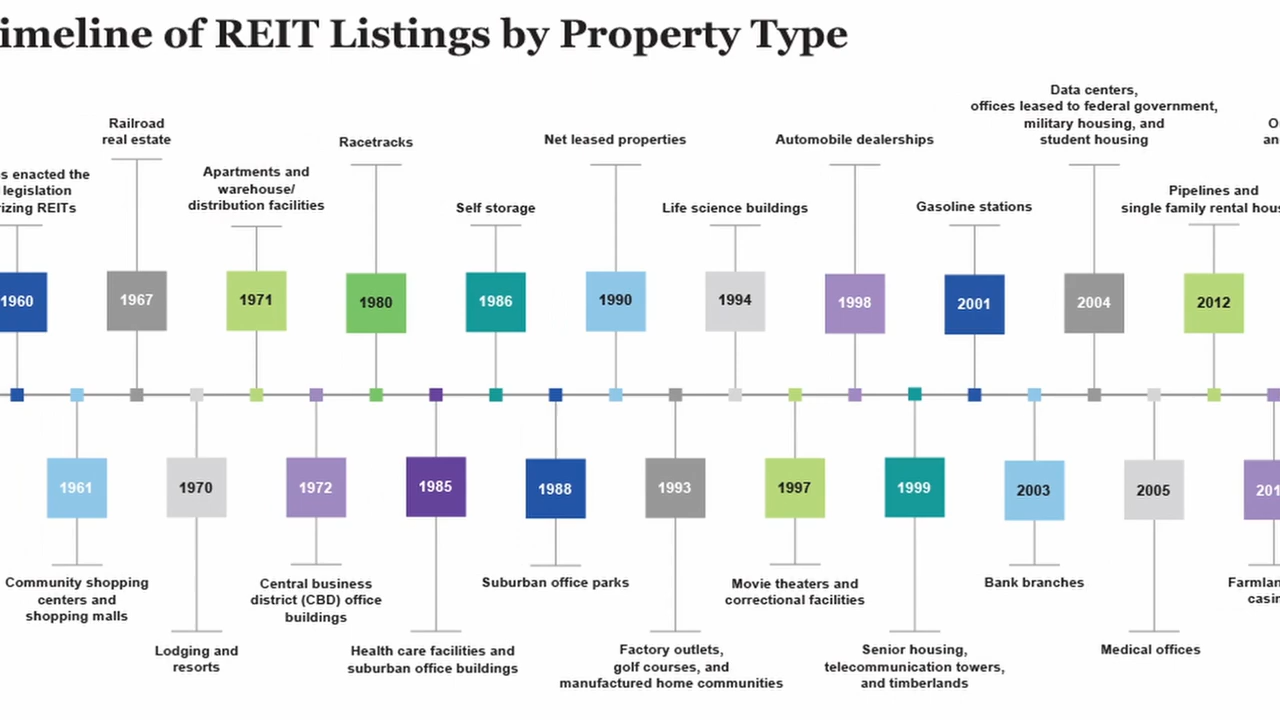 imeline of REIT Listings by Property Type
s enacted the
legislation
izing REITs
1960
Railroad
real estate
1967
Apartments and
warehouse/
distribution facilities
1971
Racetracks
1980
Self storage
1986
Net leased properties
1990
Life science buildings
1994
Automobile dealerships
1998
Gasoline stations
2001
Data centers,
offices leased to federal government,
military housing, and
student housing
2004
Pipelines and
single family rental hous
2012
O
an
1961
Community shopping
centers and
shopping malls
1970
Lodging and
resorts
1972
Central business
district (CBD) office
buildings
1985
Health care facilities and
suburban office buildings
1988
Suburban office parks
1993
Factory outlets,
golf courses, and
manufactured home communities
1997
Movie theaters and
correctional facilities
1999
Senior housing,
telecommunication towers,
and timberlands
2003
Bank branches
2005
Medical offices
201
Farmlan
casin